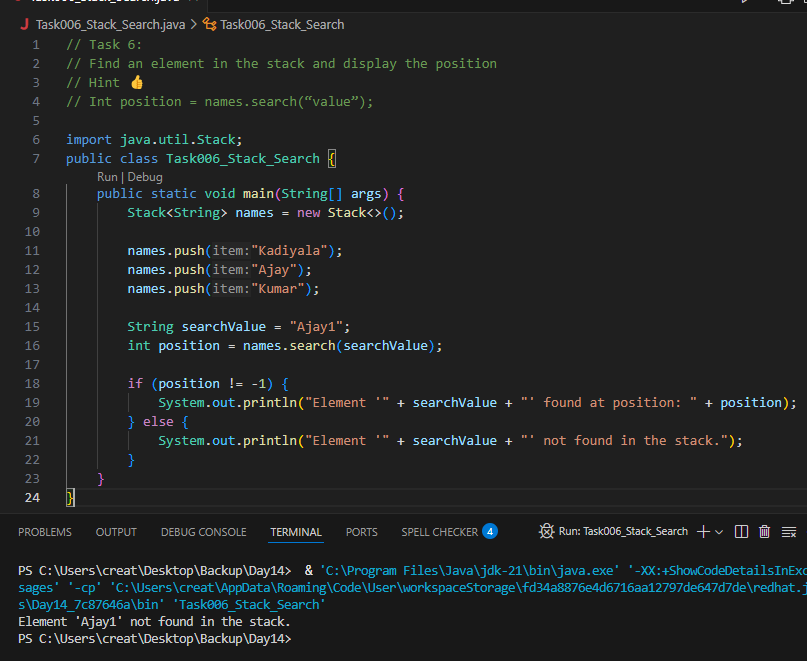 Task006_Stack_Search.java > Task006_Stack_Search
1 // Task 6:
2 // Find an element in the stack and display the position
3 // Hint 👍
4 // Int position = names.search(“value”);
5
6 import java.util.Stack;
7 public class Task006_Stack_Search {
Run | Debug
8 public static void main(String[] args) {
9 Stack<String> names = new Stack<>();
10
11 names.push(item:"Kadiyala");
12 names.push(item:"Ajay");
13 names.push(item:"Kumar");
14
15 String searchValue = "Ajay1";
16 int position = names.search(searchValue);
17
18 if (position != -1) {
19 System.out.println("Element '" + searchValue + "' found at position: " + position);
20 } else {
21 System.out.println("Element '" + searchValue + "' not found in the stack.");
22 }
23 }
24 }
PROBLEMS OUTPUT DEBUG CONSOLE TERMINAL PORTS SPELL CHECKER 4 Run: Task006_Stack_Search
PS C:\Users\creat\Desktop\Backup\Day14> & 'C:\Program Files\Java\jdk-21\bin\java.exe' '-XX:+ShowCodeDetailsInExc
sages' '-cp' 'C:\Users\creat\AppData\Roaming\Code\User\workspaceStorage\fd34a8876e4d6716aa12797de647d7de\redhat.j
s\Day14_7c87646a\bin' 'Task006_Stack_Search'
Element 'Ajay1' not found in the stack.
PS C:\Users\creat\Desktop\Backup\Day14>